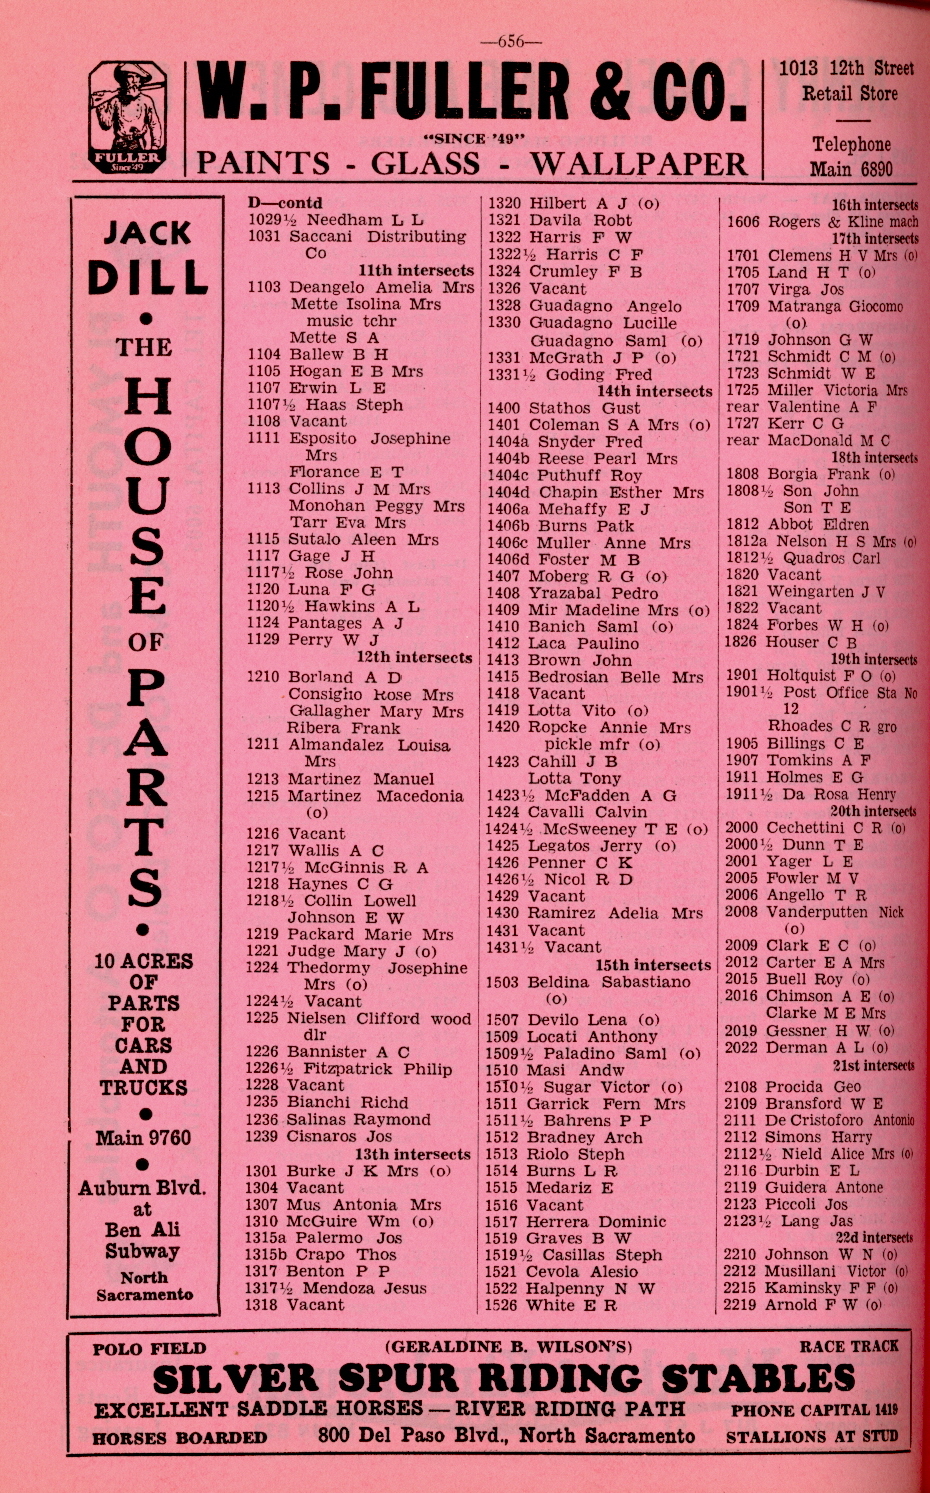 —656—
FULLER
Since '49
W. P. FULLER & CO.
"SINCE '49"
PAINTS - GLASS - WALLPAPER
1013 12th Street
Retail Store
Telephone
Main 6890
JACK
DILL
•
THE
HOUSE
OF
PARTS
•
10 ACRES
OF
PARTS
FOR
CARS
AND
TRUCKS
•
Main 9760
•
Auburn Blvd.
at
Ben Ali
Subway
North
Sacramento
D—contd
1029½ Needham L L
1031 Saccani Distributing
Co
11th intersects
1103 Deangelo Amelia Mrs
Mette Isolina Mrs
music tchr
Mette S A
1104 Ballew B H
1105 Hogan E B Mrs
1107 Erwin L E
1107½ Haas Steph
1108 Vacant
1111 Esposito Josephine
Mrs
Florance E T
1113 Collins J M Mrs
Monohan Peggy Mrs
Tarr Eva Mrs
1115 Sutalo Aleen Mrs
1117 Gage J H
1117½ Rose John
1120 Luna F G
1120½ Hawkins A L
1124 Pantages A J
1129 Perry W J
12th intersects
1210 Borland A D
Consiglio Rose Mrs
Gallagher Mary Mrs
Ribera Frank
1211 Almandalez Louisa
Mrs
1213 Martinez Manuel
1215 Martinez Macedonia
(o)
1216 Vacant
1217 Wallis A C
1217½ McGinnis R A
1218 Haynes C G
1218½ Collin Lowell
Johnson E W
1219 Packard Marie Mrs
1221 Judge Mary J (o)
1224 Thedormy Josephine
Mrs (o)
1224½ Vacant
1225 Nielsen Clifford wood
dlr
1226 Bannister A C
1226½ Fitzpatrick Philip
1228 Vacant
1235 Bianchi Richd
1236 Salinas Raymond
1239 Cisnaros Jos
13th intersects
1301 Burke J K Mrs (o)
1304 Vacant
1307 Mus Antonia Mrs
1310 McGuire Wm (o)
1315a Palermo Jos
1315b Crapo Thos
1317 Benton P P
1317½ Mendoza Jesus
1318 Vacant
1320 Hilbert A J (o)
1321 Davila Robt
1322 Harris F W
1322½ Harris C F
1324 Crumley F B
1326 Vacant
1328 Guadagno Angelo
1330 Guadagno Lucille
Guadagno Saml (o)
1331 McGrath J P (o)
1331½ Goding Fred
14th intersects
1400 Stathos Gust
1401 Coleman S A Mrs (o)
1404a Snyder Fred
1404b Reese Pearl Mrs
1404c Puthuff Roy
1404d Chapin Esther Mrs
1406a Mehaffy E J
1406b Burns Patk
1406c Muller Anne Mrs
1406d Foster M B
1407 Moberg R G (o)
1408 Yrazabal Pedro
1409 Mir Madeline Mrs (o)
1410 Banich Saml (o)
1412 Laca Paulino
1413 Brown John
1415 Bedrosian Belle Mrs
1418 Vacant
1419 Lotta Vito (o)
1420 Ropcke Annie Mrs
pickle mfr (o)
1423 Cahill J B
Lotta Tony
1423½ McFadden A G
1424 Cavalli Calvin
1424½ McSweeney T E (o)
1425 Legatos Jerry (o)
1426 Penner C K
1426½ Nicol R D
1429 Vacant
1430 Ramirez Adelia Mrs
1431 Vacant
1431½ Vacant
15th intersects
1503 Beldina Sabastiano
(o)
1507 Devilo Lena (o)
1509 Locati Anthony
1509½ Paladino Saml (o)
1510 Masi Andw
1510½ Sugar Victor (o)
1511 Garrick Fern Mrs
1511½ Bahrens P P
1512 Bradney Arch
1513 Riolo Steph
1514 Burns L R
1515 Medariz E
1516 Vacant
1517 Herrera Dominic
1519 Graves B W
1519½ Casillas Steph
1521 Cevola Alesio
1522 Halpenny N W
1526 White E R
16th intersects
1606 Rogers & Kline mach
17th intersects
1701 Clemens H V Mrs (o)
1705 Land H T (o)
1707 Virga Jos
1709 Matranga Giocomo
(o)
1719 Johnson G W
1721 Schmidt C M (o)
1723 Schmidt W E
1725 Miller Victoria Mrs
rear Valentine A F
1727 Kerr C G
rear MacDonald M C
18th intersects
1808 Borgia Frank (o)
1808½ Son John
Son T E
1812 Abbot Eldren
1812a Nelson H S Mrs (o)
1812½ Quadros Carl
1820 Vacant
1821 Weingarten J V
1822 Vacant
1824 Forbes W H (o)
1826 Houser C B
19th intersects
1901 Holtquist F O (o)
1901½ Post Office Sta No
12
Rhoades C R gro
1905 Billings C E
1907 Tomkins A F
1911 Holmes E G
1911½ Da Rosa Henry
20th intersects
2000 Cechettini C R (o)
2000½ Dunn T E
2001 Yager L E
2005 Fowler M V
2006 Angello T R
2008 Vanderputten Nick
(o)
2009 Clark E C (o)
2012 Carter E A Mrs
2015 Buell Roy (o)
2016 Chimson A E (o)
Clarke M E Mrs
2019 Gessner H W (o)
2022 Derman A L (o)
21st intersects
2108 Procida Geo
2109 Bransford W E
2111 De Cristoforo Antonio
2112 Simons Harry
2112½ Nield Alice Mrs (o)
2116 Durbin E L
2119 Guidera Antone
2123 Piccoli Jos
2123½ Lang Jas
22d intersects
2210 Johnson W N (o)
2212 Musillani Victor (o)
2215 Kaminsky F F (o)
2219 Arnold F W (o)
POLO FIELD (GERALDINE B. WILSON'S) RACE TRACK
SILVER SPUR RIDING STABLES
EXCELLENT SADDLE HORSES — RIVER RIDING PATH PHONE CAPITAL 1419
HORSES BOARDED 800 Del Paso Blvd., North Sacramento STALLIONS AT STUD